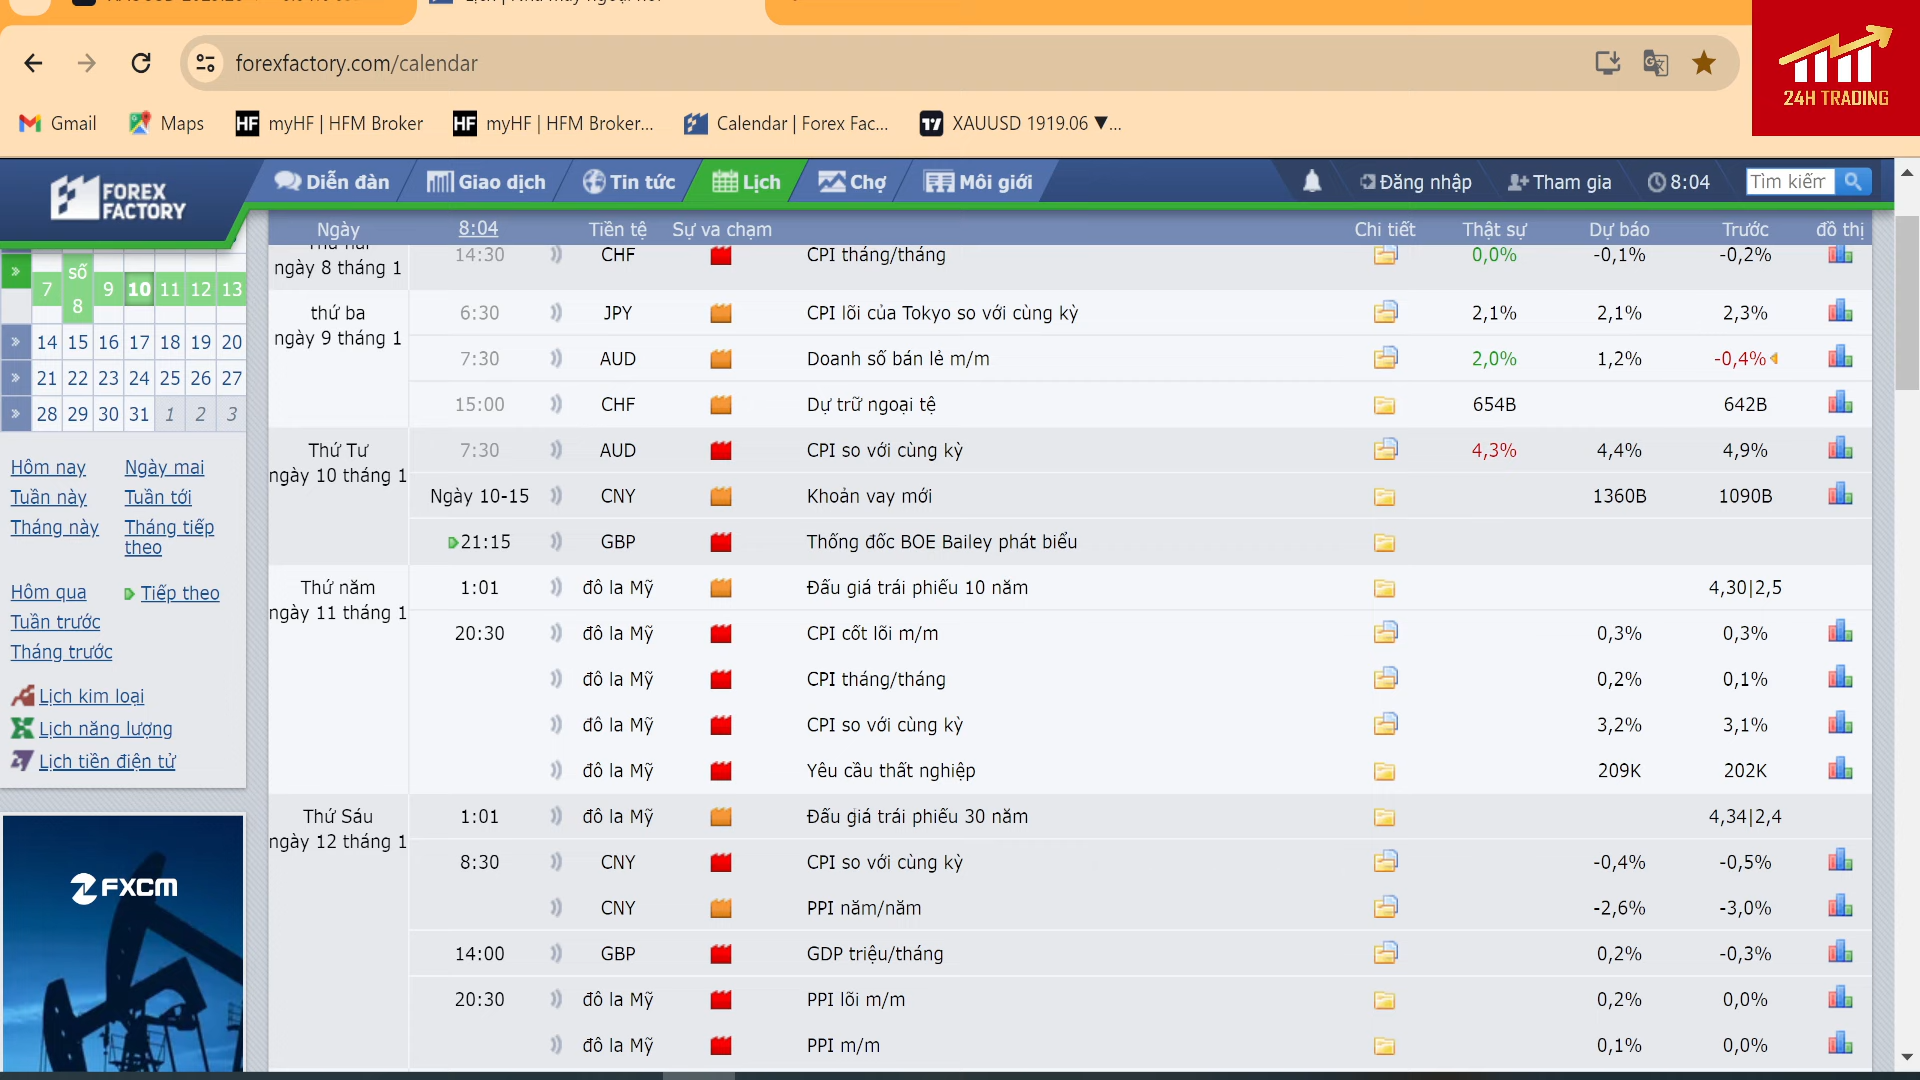 forexfactory.com/calendar
24H TRADING
Gmail
Maps
HF myHF | HFM Broker
HF myHF | HFM Broker...
Calendar | Forex Fac...
XAUUSD 1919.06 ▼...
FOREX FACTORY
Diễn đàn
Giao dịch
Tin tức
Lịch
Chợ
Môi giới
Đăng nhập
Tham gia
8:04
Tìm kiếm
Ngày 8:04 Tiền tệ Sự va chạm Chi tiết Thật sự Dự báo Trước đồ thị
ngày 8 tháng 1 14:30 CHF CPI tháng/tháng 0,0% -0,1% -0,2%
thứ ba
ngày 9 tháng 1
6:30 JPY CPI lõi của Tokyo so với cùng kỳ 2,1% 2,1% 2,3%
7:30 AUD Doanh số bán lẻ m/m 2,0% 1,2% -0,4%
15:00 CHF Dự trữ ngoại tệ 654B 642B
Thứ Tư
ngày 10 tháng 1
7:30 AUD CPI so với cùng kỳ 4,3% 4,4% 4,9%
Ngày 10-15 CNY Khoản vay mới 1360B 1090B
21:15 GBP Thống đốc BOE Bailey phát biểu
Thứ năm
ngày 11 tháng 1
1:01 đô la Mỹ Đấu giá trái phiếu 10 năm 4,30|2,5
20:30 đô la Mỹ CPI cốt lõi m/m 0,3% 0,3%
đô la Mỹ CPI tháng/tháng 0,2% 0,1%
đô la Mỹ CPI so với cùng kỳ 3,2% 3,1%
đô la Mỹ Yêu cầu thất nghiệp 209K 202K
Thứ Sáu
ngày 12 tháng 1
1:01 đô la Mỹ Đấu giá trái phiếu 30 năm 4,34|2,4
8:30 CNY CPI so với cùng kỳ -0,4% -0,5%
CNY PPI năm/năm -2,6% -3,0%
14:00 GBP GDP triệu/tháng 0,2% -0,3%
20:30 đô la Mỹ PPI lõi m/m 0,2% 0,0%
đô la Mỹ PPI m/m 0,1% 0,0%
7 số 8 9 10 11 12 13
14 15 16 17 18 19 20
21 22 23 24 25 26 27
28 29 30 31 1 2 3
Hôm nay Ngày mai
Tuần này Tuần tới
Tháng này Tháng tiếp theo
Hôm qua Tiếp theo
Tuần trước
Tháng trước
Lịch kim loại
Lịch năng lượng
Lịch tiền điện tử
FXCM